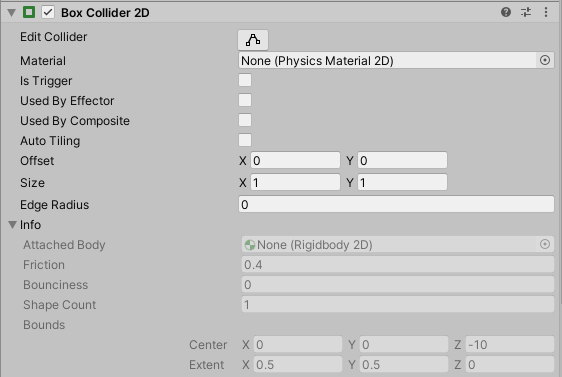 Box Collider 2D
Edit Collider
Material None (Physics Material 2D)
Is Trigger
Used By Effector
Used By Composite
Auto Tiling
Offset X 0 Y 0
Size X 1 Y 1
Edge Radius 0
Info
Attached Body None (Rigidbody 2D)
Friction 0.4
Bounciness 0
Shape Count 1
Bounds
Center X 0 Y 0 Z -10
Extent X 0.5 Y 0.5 Z 0